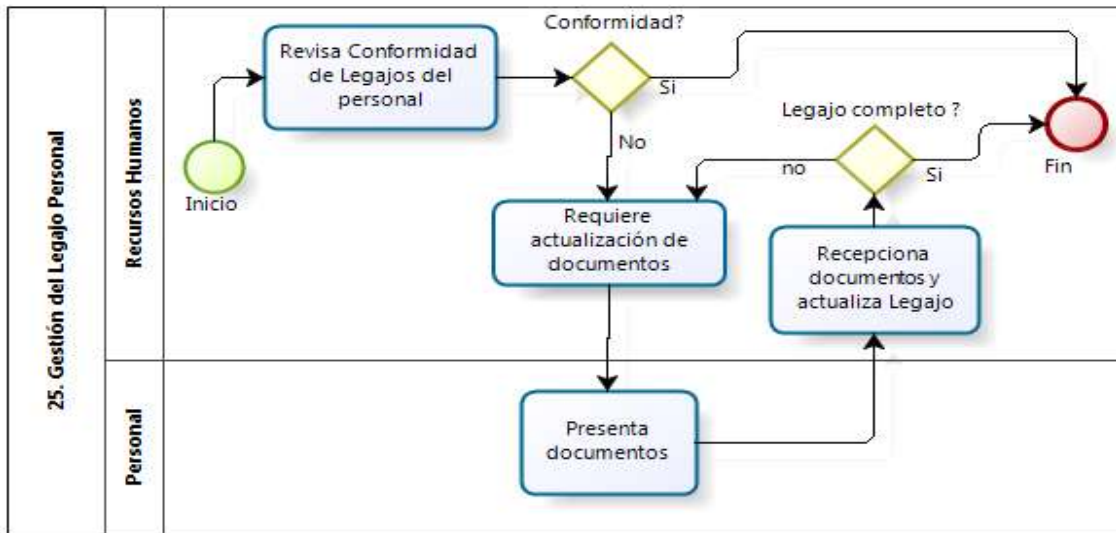 25. Gestión del Legajo Personal
Recursos Humanos
Personal
Inicio
Revisa Conformidad
de Legajos del
personal
Conformidad?
Si
No
Requiere
actualización de
documentos
Presenta
documentos
Recepciona
documentos y
actualiza Legajo
Legajo completo ?
no
Si
Fin